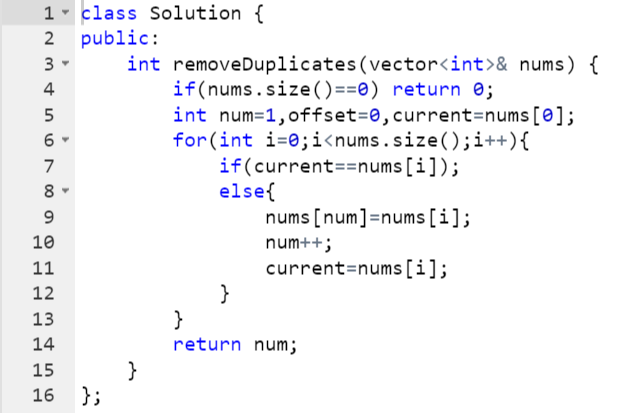 1 class Solution {
2 public:
3     int removeDuplicates(vector<int>& nums) {
4         if(nums.size()==0) return 0;
5         int num=1,offset=0,current=nums[0];
6         for(int i=0;i<nums.size();i++){
7             if(current==nums[i]);
8             else{
9                 nums[num]=nums[i];
10                 num++;
11                 current=nums[i];
12             }
13         }
14         return num;
15     }
16 };